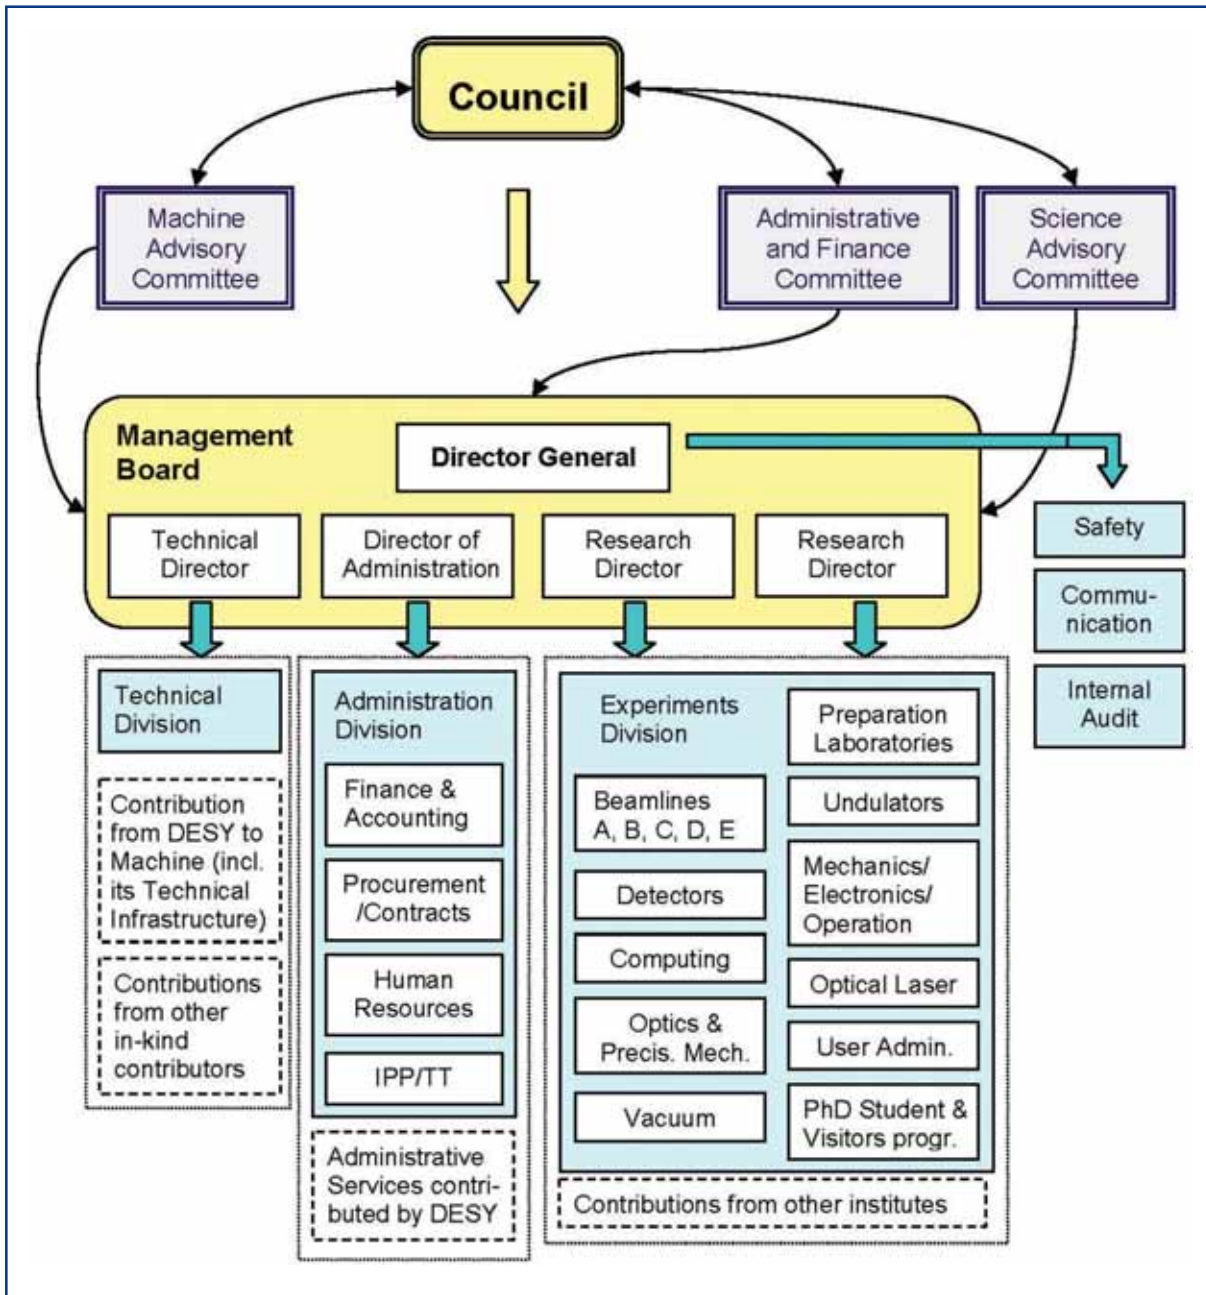 Council
Machine
Advisory
Committee
Administrative
and Finance
Committee
Science
Advisory
Committee
Management
Board
Director General
Technical
Director
Director of
Administration
Research
Director
Research
Director
Safety
Commu-
nication
Internal
Audit
Technical
Division
Contribution
from DESY to
Machine (incl.
its Technical
Infrastructure)
Contributions
from other
in-kind
contributors
Administration
Division
Finance &
Accounting
Procurement
/Contracts
Human
Resources
IPP/TT
Administrative
Services contri-
buted by DESY
Experiments
Division
Beamlines
A, B, C, D, E
Detectors
Computing
Optics &
Precis. Mech.
Vacuum
Preparation
Laboratories
Undulators
Mechanics/
Electronics/
Operation
Optical Laser
User Admin.
PhD Student &
Visitors progr.
Contributions from other institutes